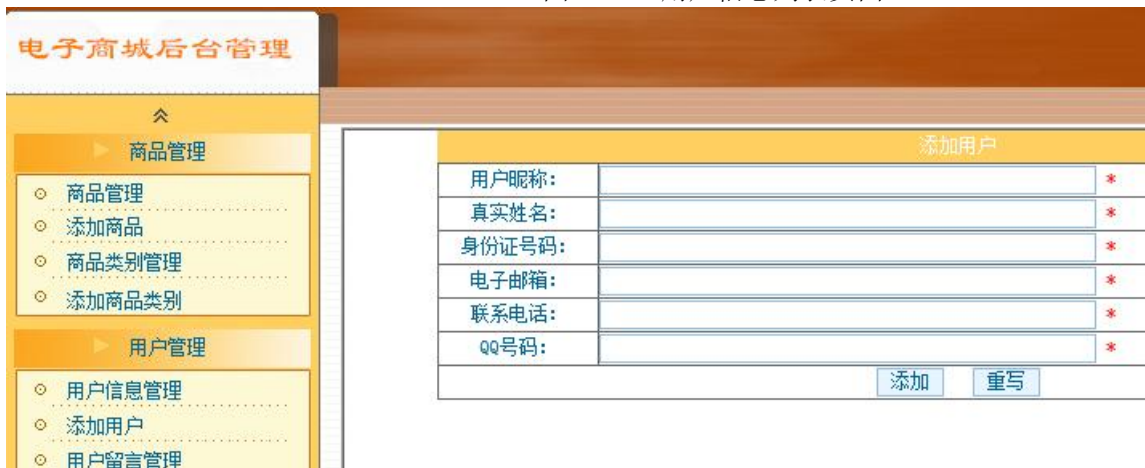 电子商城后台管理
商品管理
商品管理
添加商品
商品类别管理
添加商品类别
用户管理
用户信息管理
添加用户
用户留言管理
添加用户
用户昵称: *
真实姓名: *
身份证号码: *
电子邮箱: *
联系电话: *
QQ号码: *
添加 重写